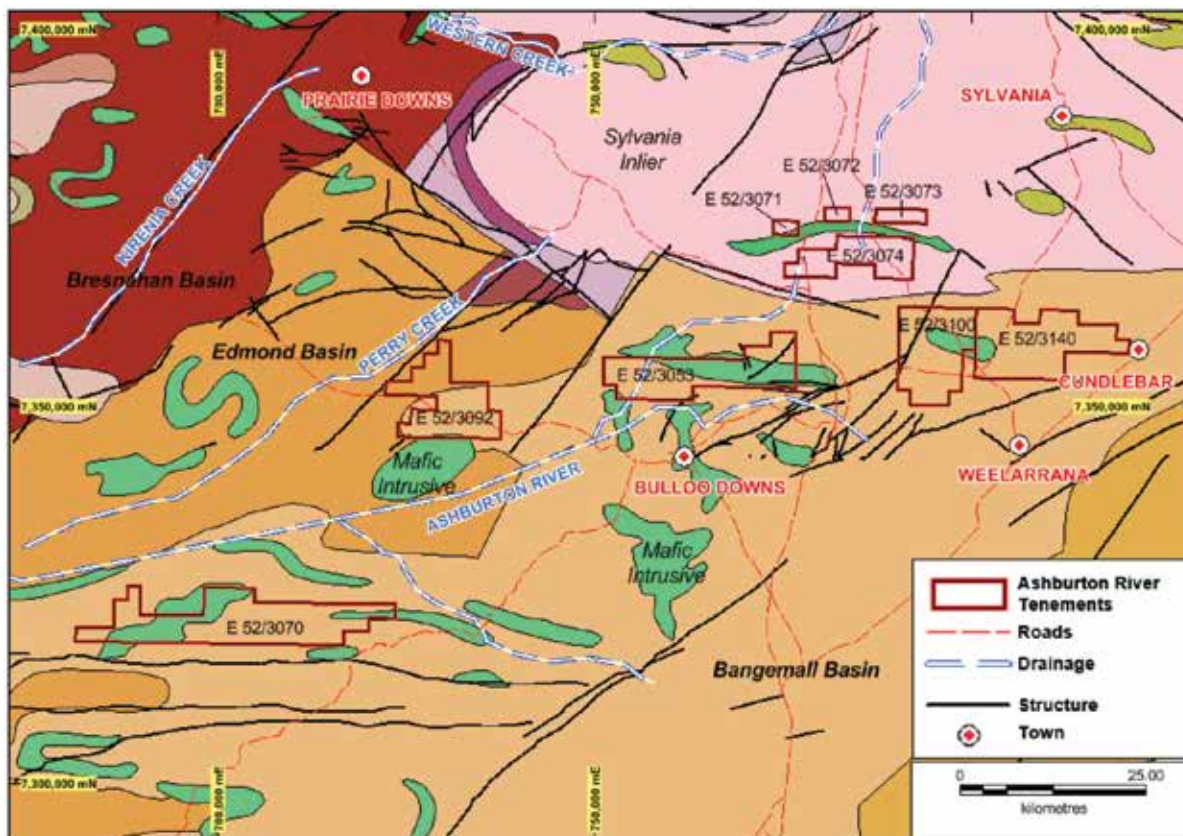 7,400,000 mN
700,000 mE
WESTERN CREEK
750,000 mE
7,400,000 mN
PRAIRIE DOWNS
SYLVANIA
Sylvania
Inlier
E 52/3072
E 52/3071
E 52/3073
KIRENIA CREEK
E 52/3074
Bresnahan Basin
PERRY CREEK
Edmond Basin
E 52/3100
E 52/3140
E 52/3053
CUNDLEBAR
7,350,000 mN
7,350,000 mN
E 52/3092
WEELARRANA
Mafic
Intrusive
ASHBURTON RIVER
BULLOO DOWNS
Mafic
Intrusive
E 52/3070
Bangemall Basin
Ashburton River
Tenements
Roads
Drainage
Structure
Town
7,300,000 mN
700,000 mE
750,000 mE
0
25.00
kilometres